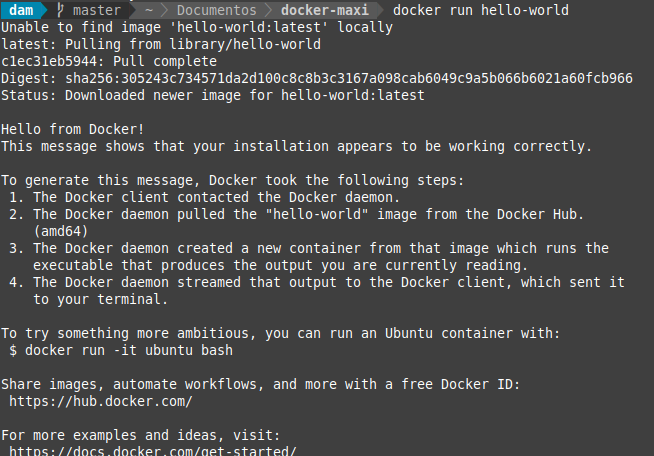 dam master ~ Documentos docker-maxi docker run hello-world
Unable to find image 'hello-world:latest' locally
latest: Pulling from library/hello-world
c1ec31eb5944: Pull complete
Digest: sha256:305243c734571da2d100c8c8b3c3167a098cab6049c9a5b066b6021a60fcb966
Status: Downloaded newer image for hello-world:latest

Hello from Docker!
This message shows that your installation appears to be working correctly.

To generate this message, Docker took the following steps:
 1. The Docker client contacted the Docker daemon.
 2. The Docker daemon pulled the "hello-world" image from the Docker Hub.
    (amd64)
 3. The Docker daemon created a new container from that image which runs the
    executable that produces the output you are currently reading.
 4. The Docker daemon streamed that output to the Docker client, which sent it
    to your terminal.

To try something more ambitious, you can run an Ubuntu container with:
 $ docker run -it ubuntu bash

Share images, automate workflows, and more with a free Docker ID:
 https://hub.docker.com/

For more examples and ideas, visit:
 https://docs.docker.com/get-started/